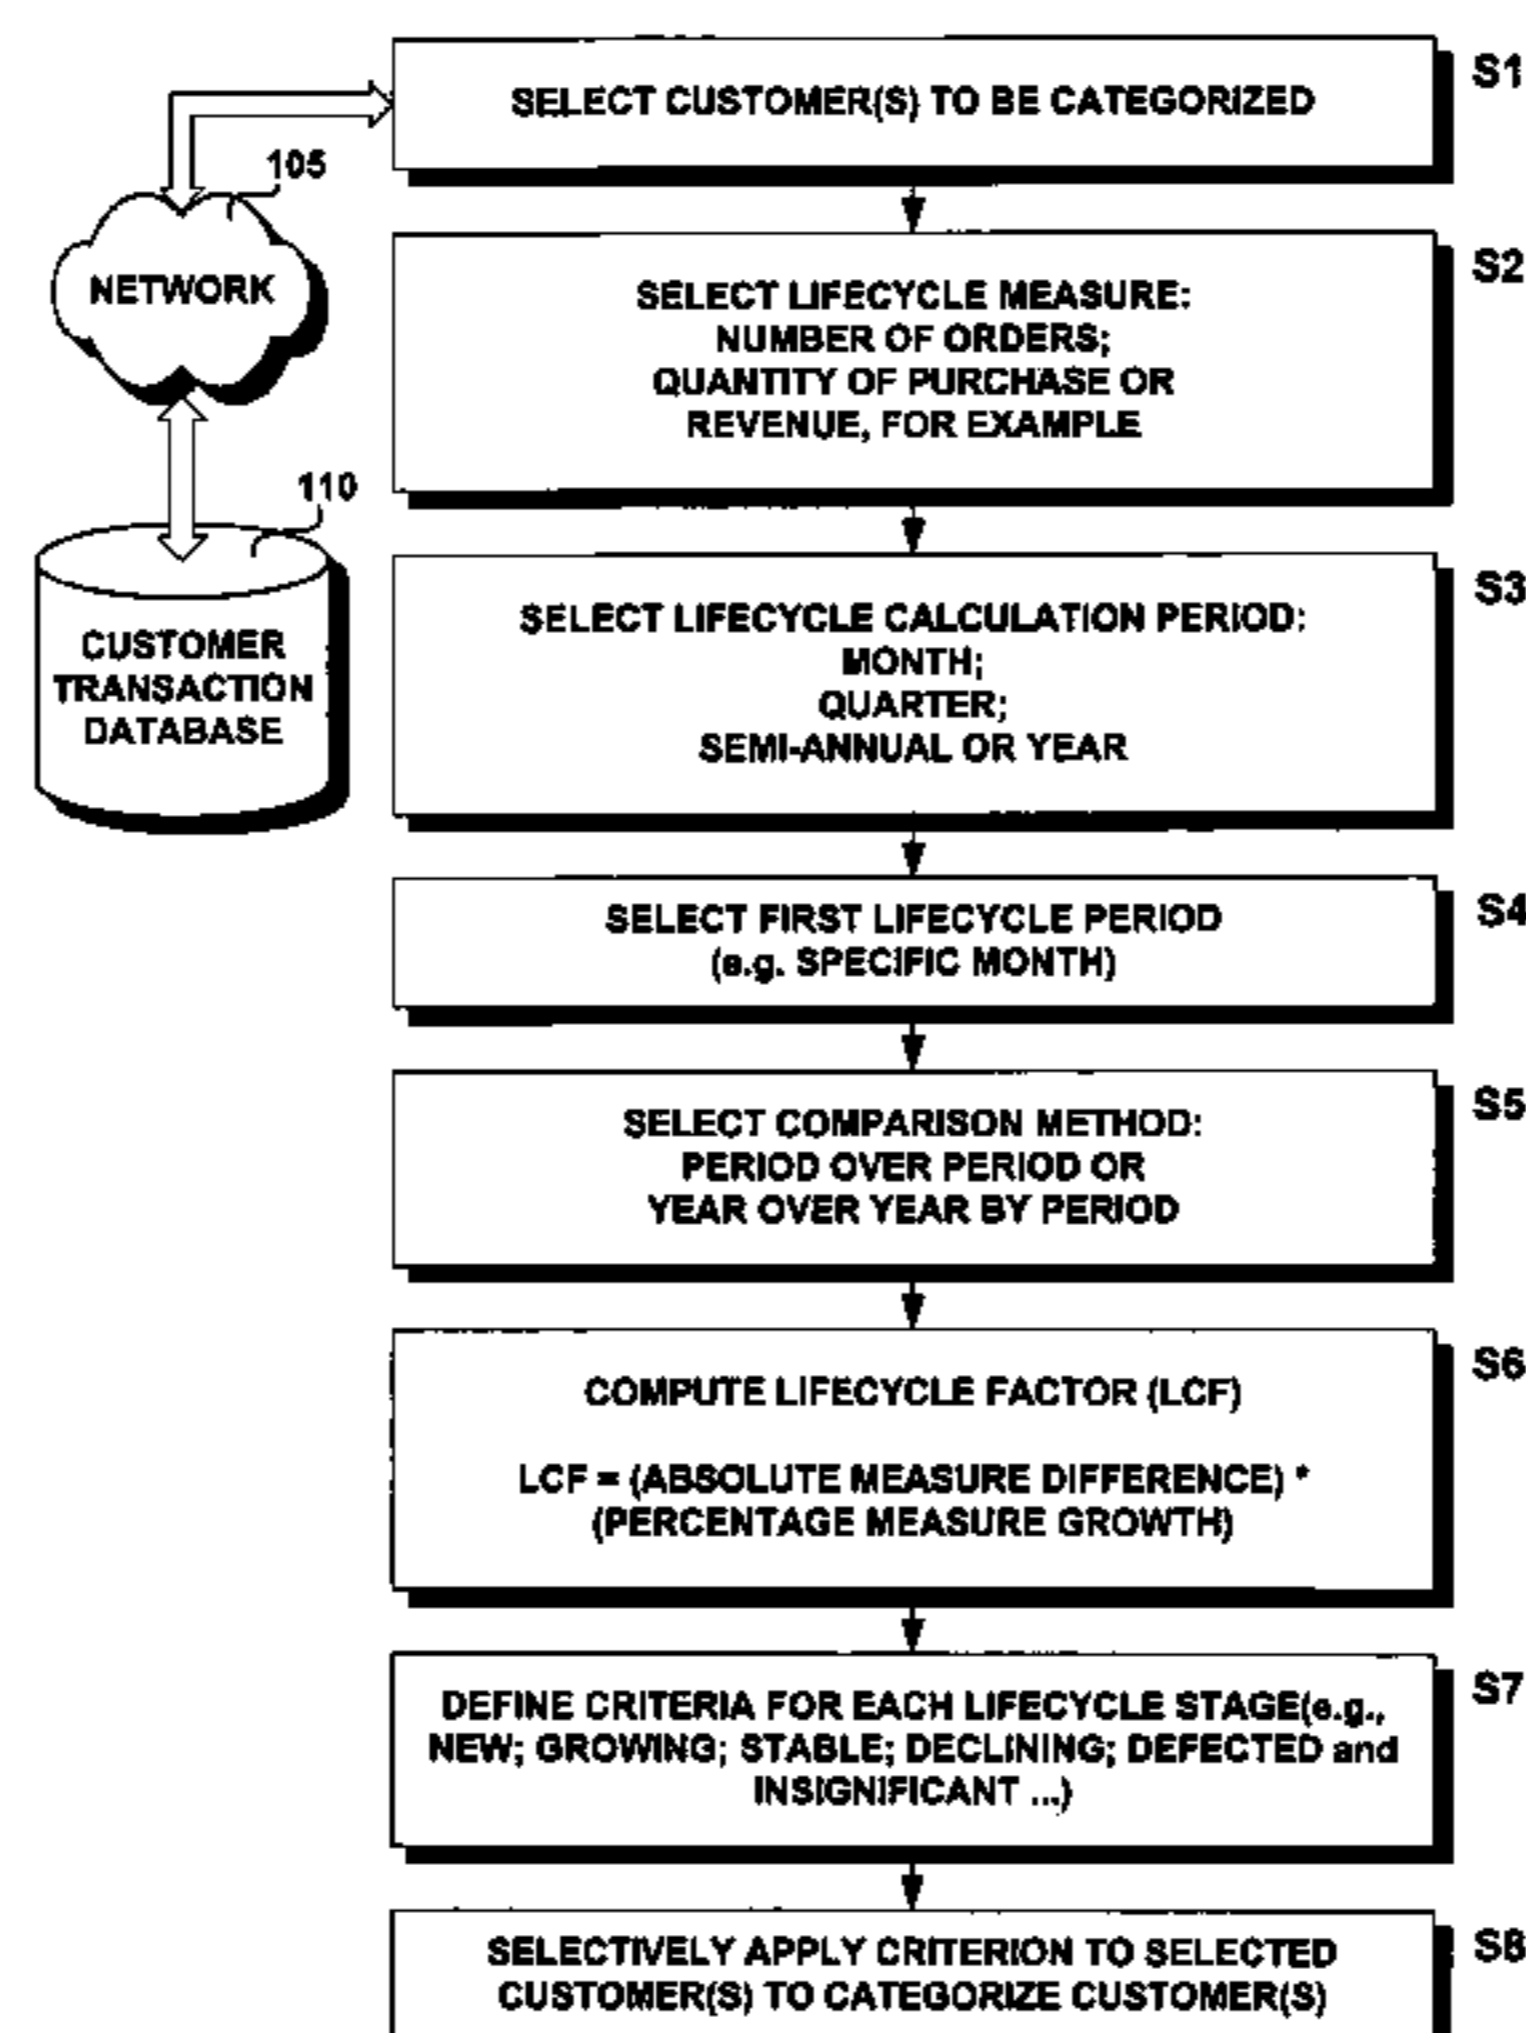 SELECT CUSTOMER(S) TO BE CATEGORIZED
S1
105
NETWORK
SELECT LIFECYCLE MEASURE:
NUMBER OF ORDERS;
QUANTITY OF PURCHASE OR
REVENUE, FOR EXAMPLE
S2
110
CUSTOMER
TRANSACTION
DATABASE
SELECT LIFECYCLE CALCULATION PERIOD:
MONTH;
QUARTER;
SEMI-ANNUAL OR YEAR
S3
SELECT FIRST LIFECYCLE PERIOD
(e.g. SPECIFIC MONTH)
S4
SELECT COMPARISON METHOD:
PERIOD OVER PERIOD OR
YEAR OVER YEAR BY PERIOD
S5
COMPUTE LIFECYCLE FACTOR (LCF)
LCF = (ABSOLUTE MEASURE DIFFERENCE) *
(PERCENTAGE MEASURE GROWTH)
S6
DEFINE CRITERIA FOR EACH LIFECYCLE STAGE(e.g.,
NEW; GROWING; STABLE; DECLINING; DEFECTED and
INSIGNIFICANT ...)
S7
SELECTIVELY APPLY CRITERION TO SELECTED
CUSTOMER(S) TO CATEGORIZE CUSTOMER(S)
S8